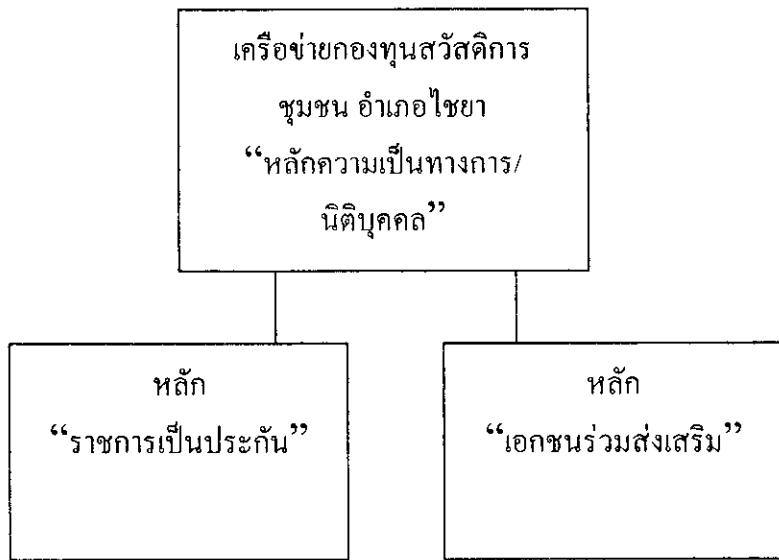 เครือข่ายกองทุนสวัสดิการ
ชุมชน อำเภอไชยา
“หลักความเป็นทางการ/
นิติบุคคล”
หลัก
“ราชการเป็นประกัน”
หลัก
“เอกชนร่วมส่งเสริม”